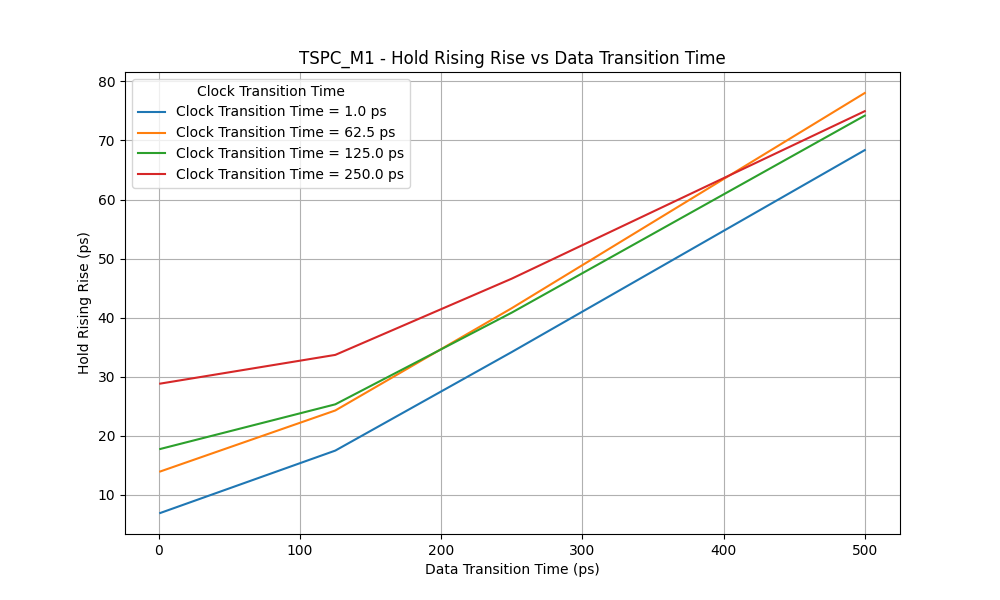 TSPC_M1 - Hold Rising Rise vs Data Transition Time
Clock Transition Time
Clock Transition Time = 1.0 ps
Clock Transition Time = 62.5 ps
Clock Transition Time = 125.0 ps
Clock Transition Time = 250.0 ps
Hold Rising Rise (ps)
80
70
60
50
40
30
20
10
0 100 200 300 400 500
Data Transition Time (ps)